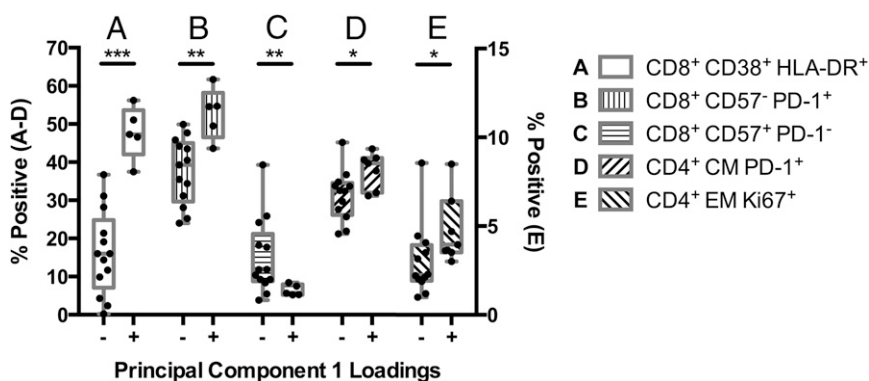 A B C D E
*** ** ** * *
70 15
60
50
10
40
30
5
20
10
0 0
% Positive (A-D)
% Positive (E)
- + - + - + - + - +
Principal Component 1 Loadings
A CD8⁺ CD38⁺ HLA-DR⁺
B CD8⁺ CD57⁻ PD-1⁺
C CD8⁺ CD57⁺ PD-1⁻
D CD4⁺ CM PD-1⁺
E CD4⁺ EM Ki67⁺